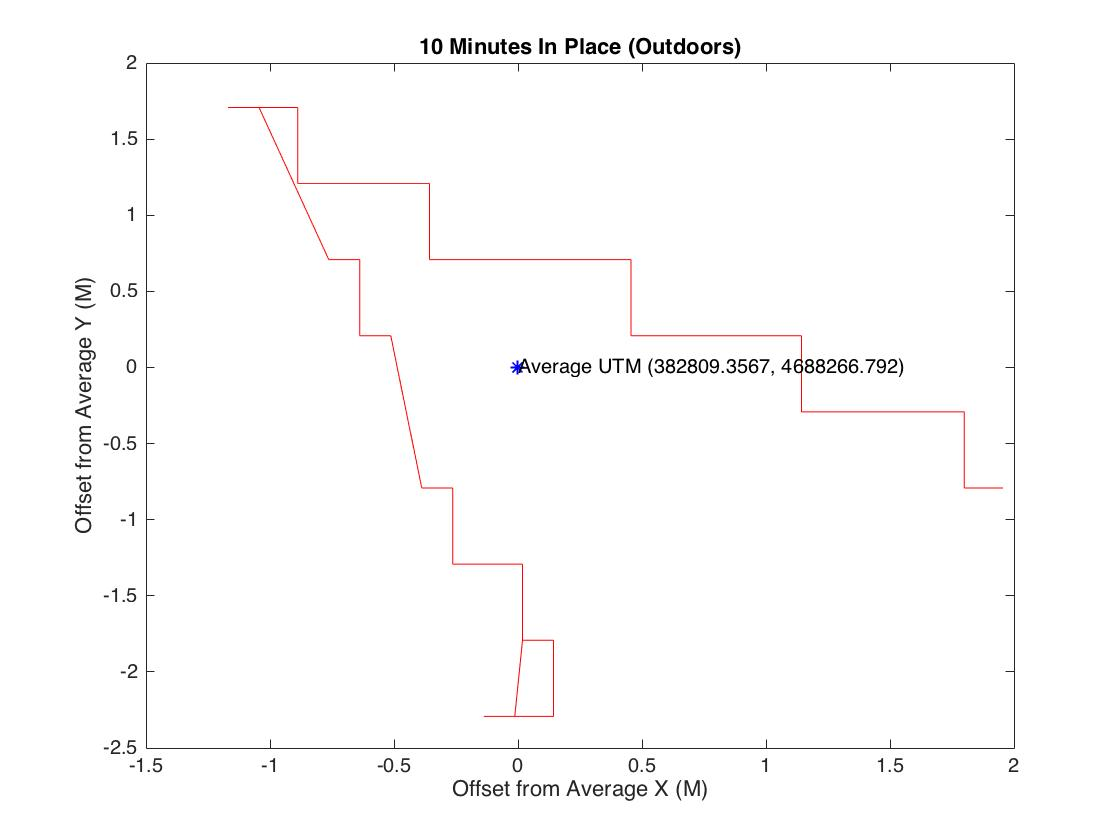 10 Minutes In Place (Outdoors)
2
1.5
1
0.5
0
-0.5
-1
-1.5
-2
-2.5
Offset from Average Y (M)
Average UTM (382809.3567, 4688266.792)
-1.5 -1 -0.5 0 0.5 1 1.5 2
Offset from Average X (M)